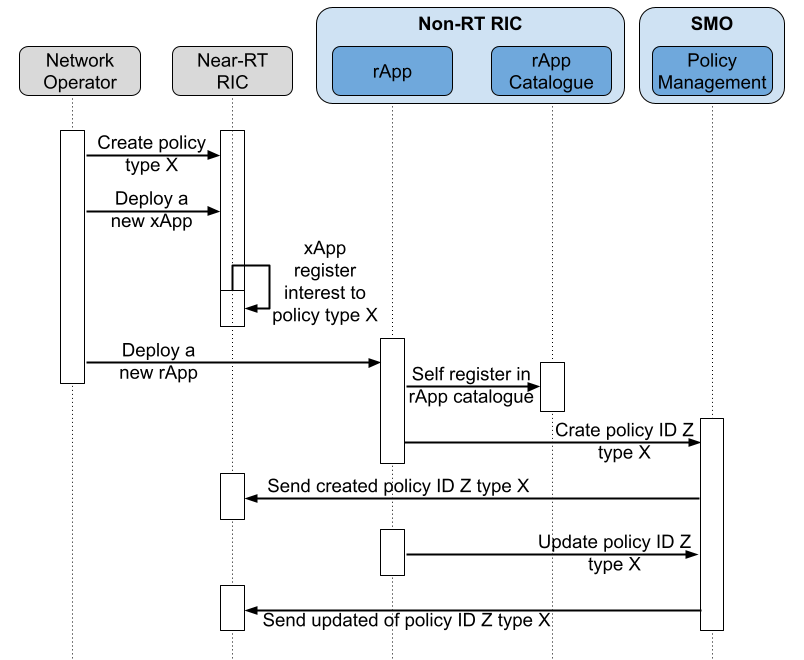 Non-RT RIC
SMO
Network
Operator
Near-RT
RIC
rApp
rApp
Catalogue
Policy
Management
Create policy
type X
Deploy a
new xApp
xApp
register
interest to
policy type X
Deploy a
new rApp
Self register in
rApp catalogue
Crate policy ID Z
type X
Send created policy ID Z type X
Update policy ID Z
type X
Send updated of policy ID Z type X